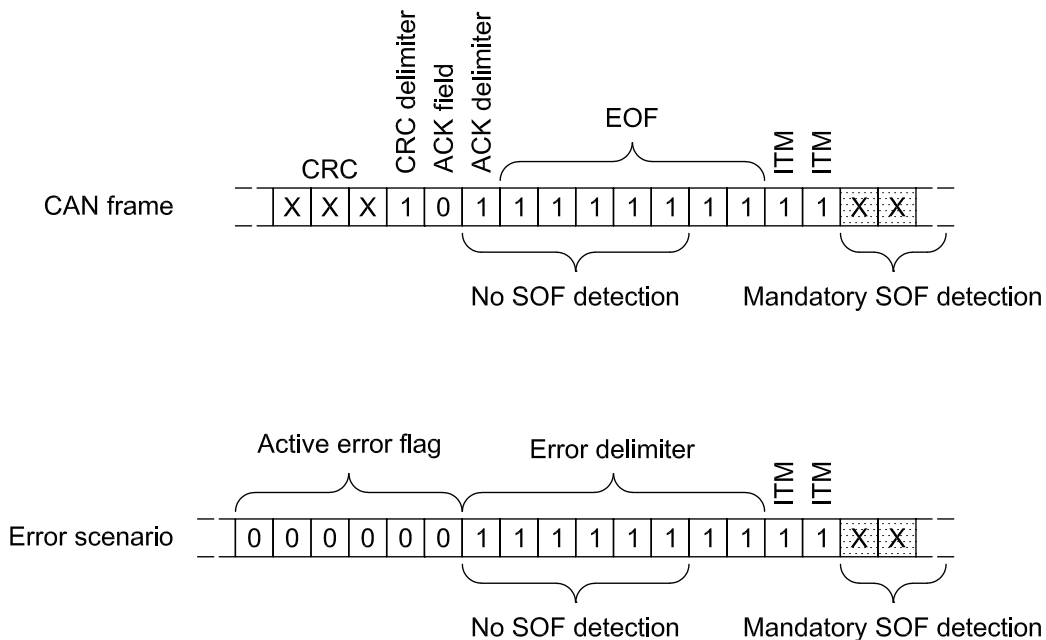 CRC delimiter
ACK field
ACK delimiter
EOF
ITM
ITM
CRC
CAN frame
X X X 1 0 1 1 1 1 1 1 1 1 1 1 X X
No SOF detection
Mandatory SOF detection
Active error flag
Error delimiter
ITM
ITM
Error scenario
0 0 0 0 0 0 1 1 1 1 1 1 1 1 1 1 X X
No SOF detection
Mandatory SOF detection